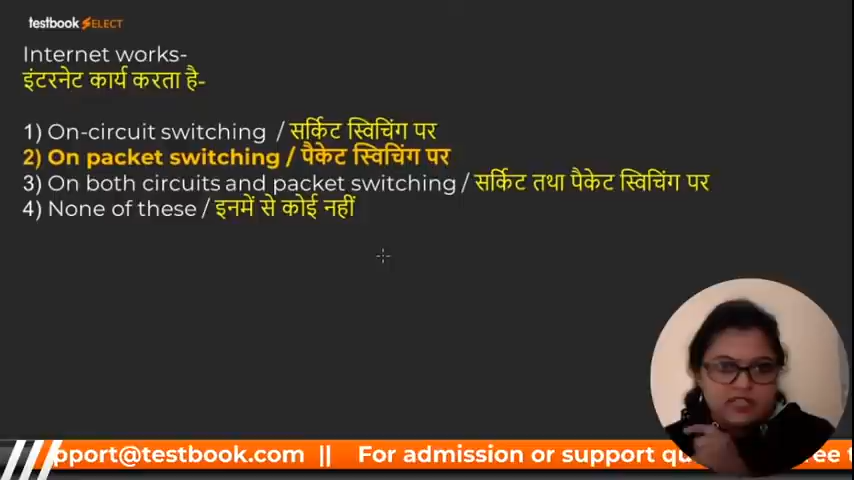 testbook SELECT
Internet works-
इंटरनेट कार्य करता है-
1) On-circuit switching / सर्किट स्विचिंग पर
2) On packet switching / पैकेट स्विचिंग पर
3) On both circuits and packet switching / सर्किट तथा पैकेट स्विचिंग पर
4) None of these / इनमें से कोई नहीं
pport@testbook.com || For admission or support qu